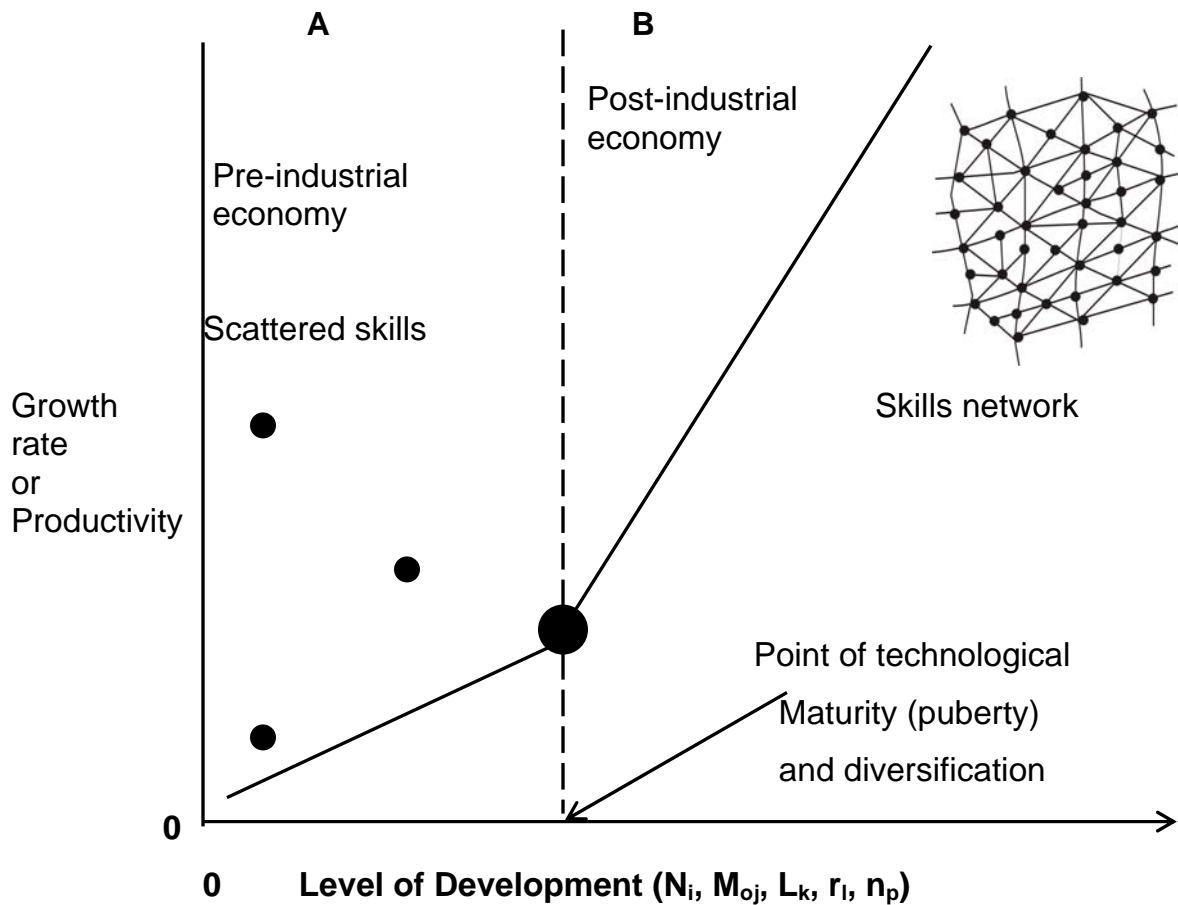 A
B
Post-industrial
economy
Pre-industrial
economy
Scattered skills
Growth
rate
or
Productivity
Skills network
Point of technological
Maturity (puberty)
and diversification
0
0
Level of Development (Nᵢ, Mₒⱼ, Lₖ, rₗ, nₚ)